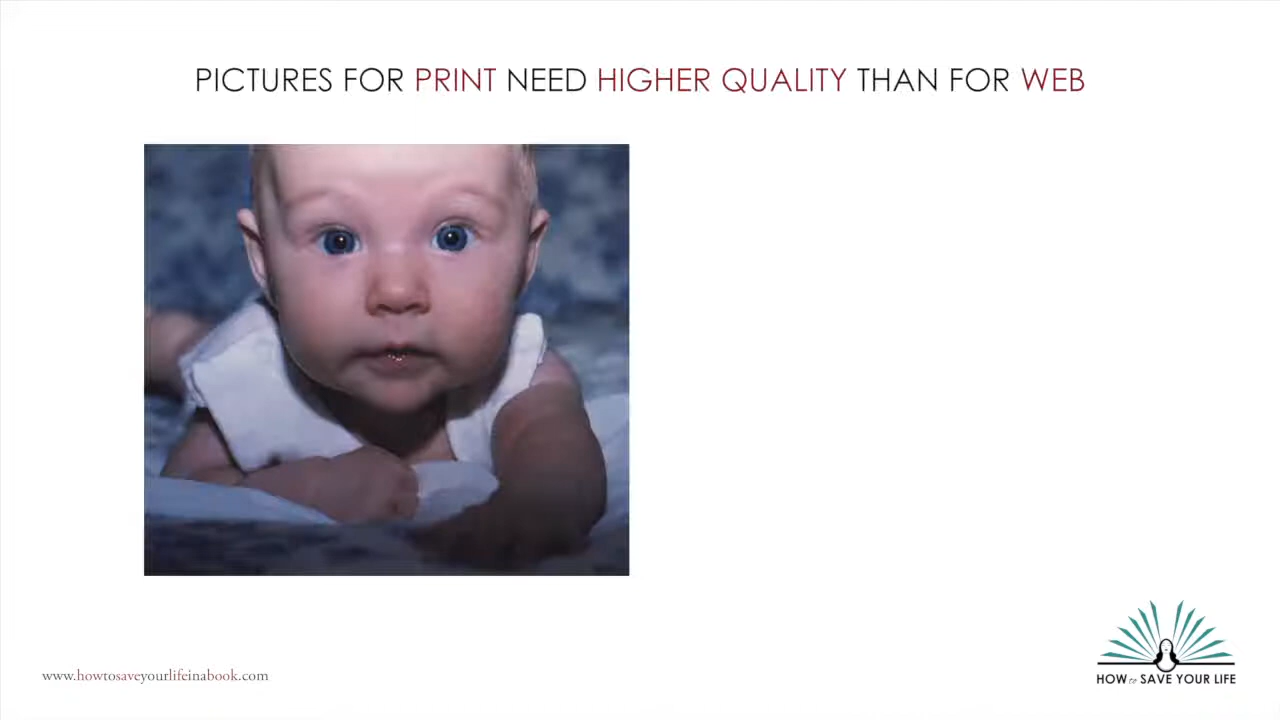 PICTURES FOR PRINT NEED HIGHER QUALITY THAN FOR WEB
www.howtosaveyourlifeinabook.com
HOW to SAVE YOUR LIFE